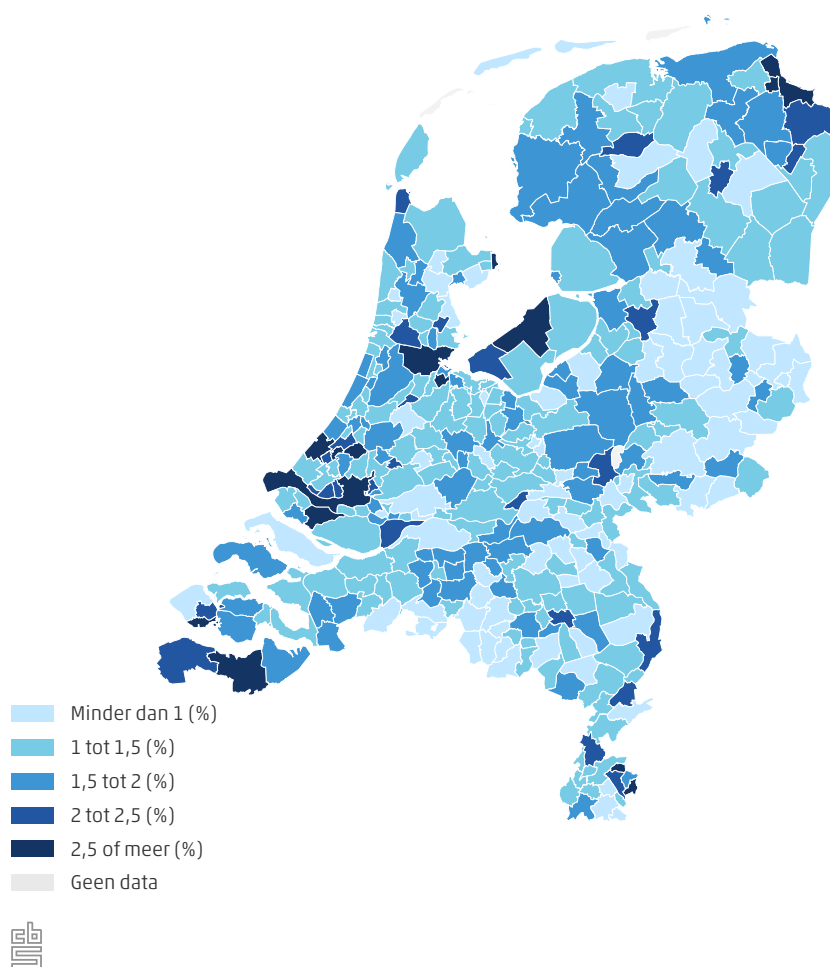 Minder dan 1 (%)
1 tot 1,5 (%)
1,5 tot 2 (%)
2 tot 2,5 (%)
2,5 of meer (%)
Geen data
cb